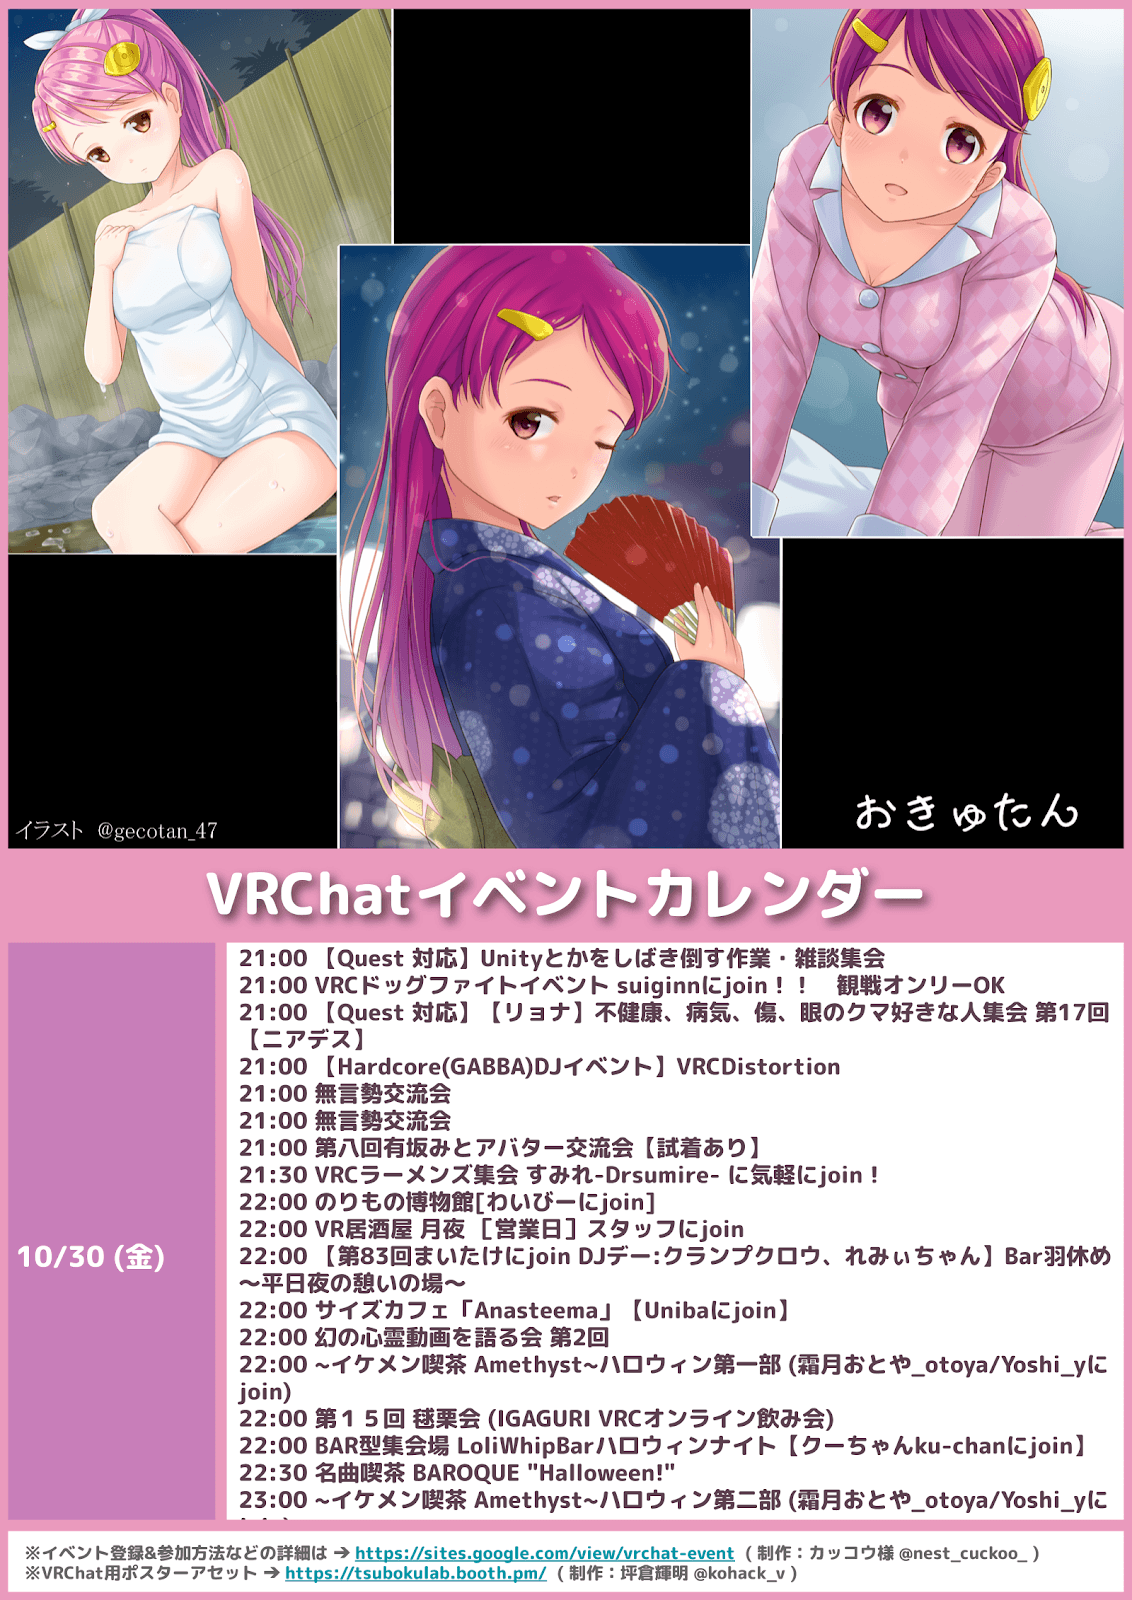 イラスト @gecotan_47
おきゅたん
VRChatイベントカレンダー
10/30 (金)
21:00 【Quest 対応】Unityとかをしばき倒す作業・雑談集会
21:00 VRCドッグファイトイベント suiginnにjoin！！　観戦オンリーOK
21:00 【Quest 対応】【リョナ】不健康、病気、傷、眼のクマ好きな人集会 第17回
【ニアデス】
21:00 【Hardcore(GABBA)DJイベント】VRCDistortion
21:00 無言勢交流会
21:00 無言勢交流会
21:00 第八回有坂みとアバター交流会【試着あり】
21:30 VRCラーメンズ集会 すみれ-Drsumire- に気軽にjoin！
22:00 のりもの博物館[わいびーにjoin]
22:00 VR居酒屋 月夜 ［営業日］スタッフにjoin
22:00 【第83回まいたけにjoin DJデー:クランプクロウ、れみぃちゃん】Bar羽休め
～平日夜の憩いの場～
22:00 サイズカフェ「Anasteema」【Unibaにjoin】
22:00 幻の心霊動画を語る会 第2回
22:00 ~イケメン喫茶 Amethyst~ハロウィン第一部 (霜月おとや_otoya/Yoshi_yに
join)
22:00 第１５回 毬栗会 (IGAGURI VRCオンライン飲み会)
22:00 BAR型集会場 LoliWhipBarハロウィンナイト【クーちゃんku-chanにjoin】
22:30 名曲喫茶 BAROQUE "Halloween!"
23:00 ~イケメン喫茶 Amethyst~ハロウィン第二部 (霜月おとや_otoya/Yoshi_yに
※イベント登録&参加方法などの詳細は ➔ https://sites.google.com/view/vrchat-event ( 制作：カッコウ様 @nest_cuckoo_ )
※VRChat用ポスターアセット ➔ https://tsubokulab.booth.pm/ ( 制作：坪倉輝明 @kohack_v )